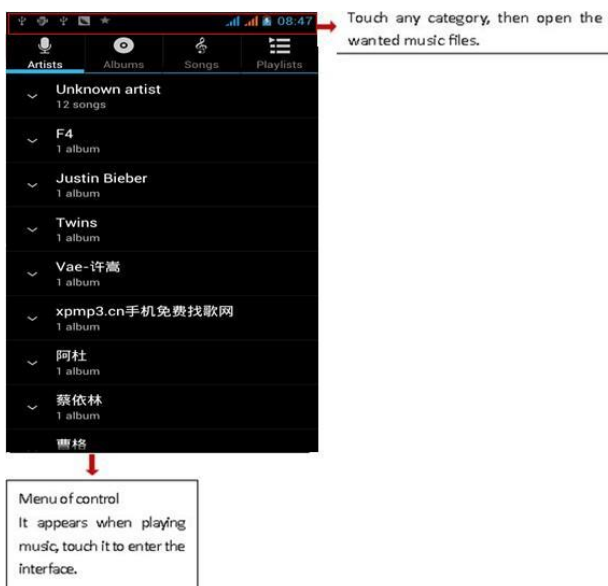 08:47
Touch any category, then open the
wanted music files.
Artists Albums Songs Playlists
Unknown artist
12 songs
F4
1 album
Justin Bieber
1 album
Twins
1 album
Vae-许嵩
1 album
xpmp3.cn手机免费找歌网
1 album
阿杜
1 album
蔡依林
1 album
曹格
Menu of control
It appears when playing
music, touch it to enter the
interface.